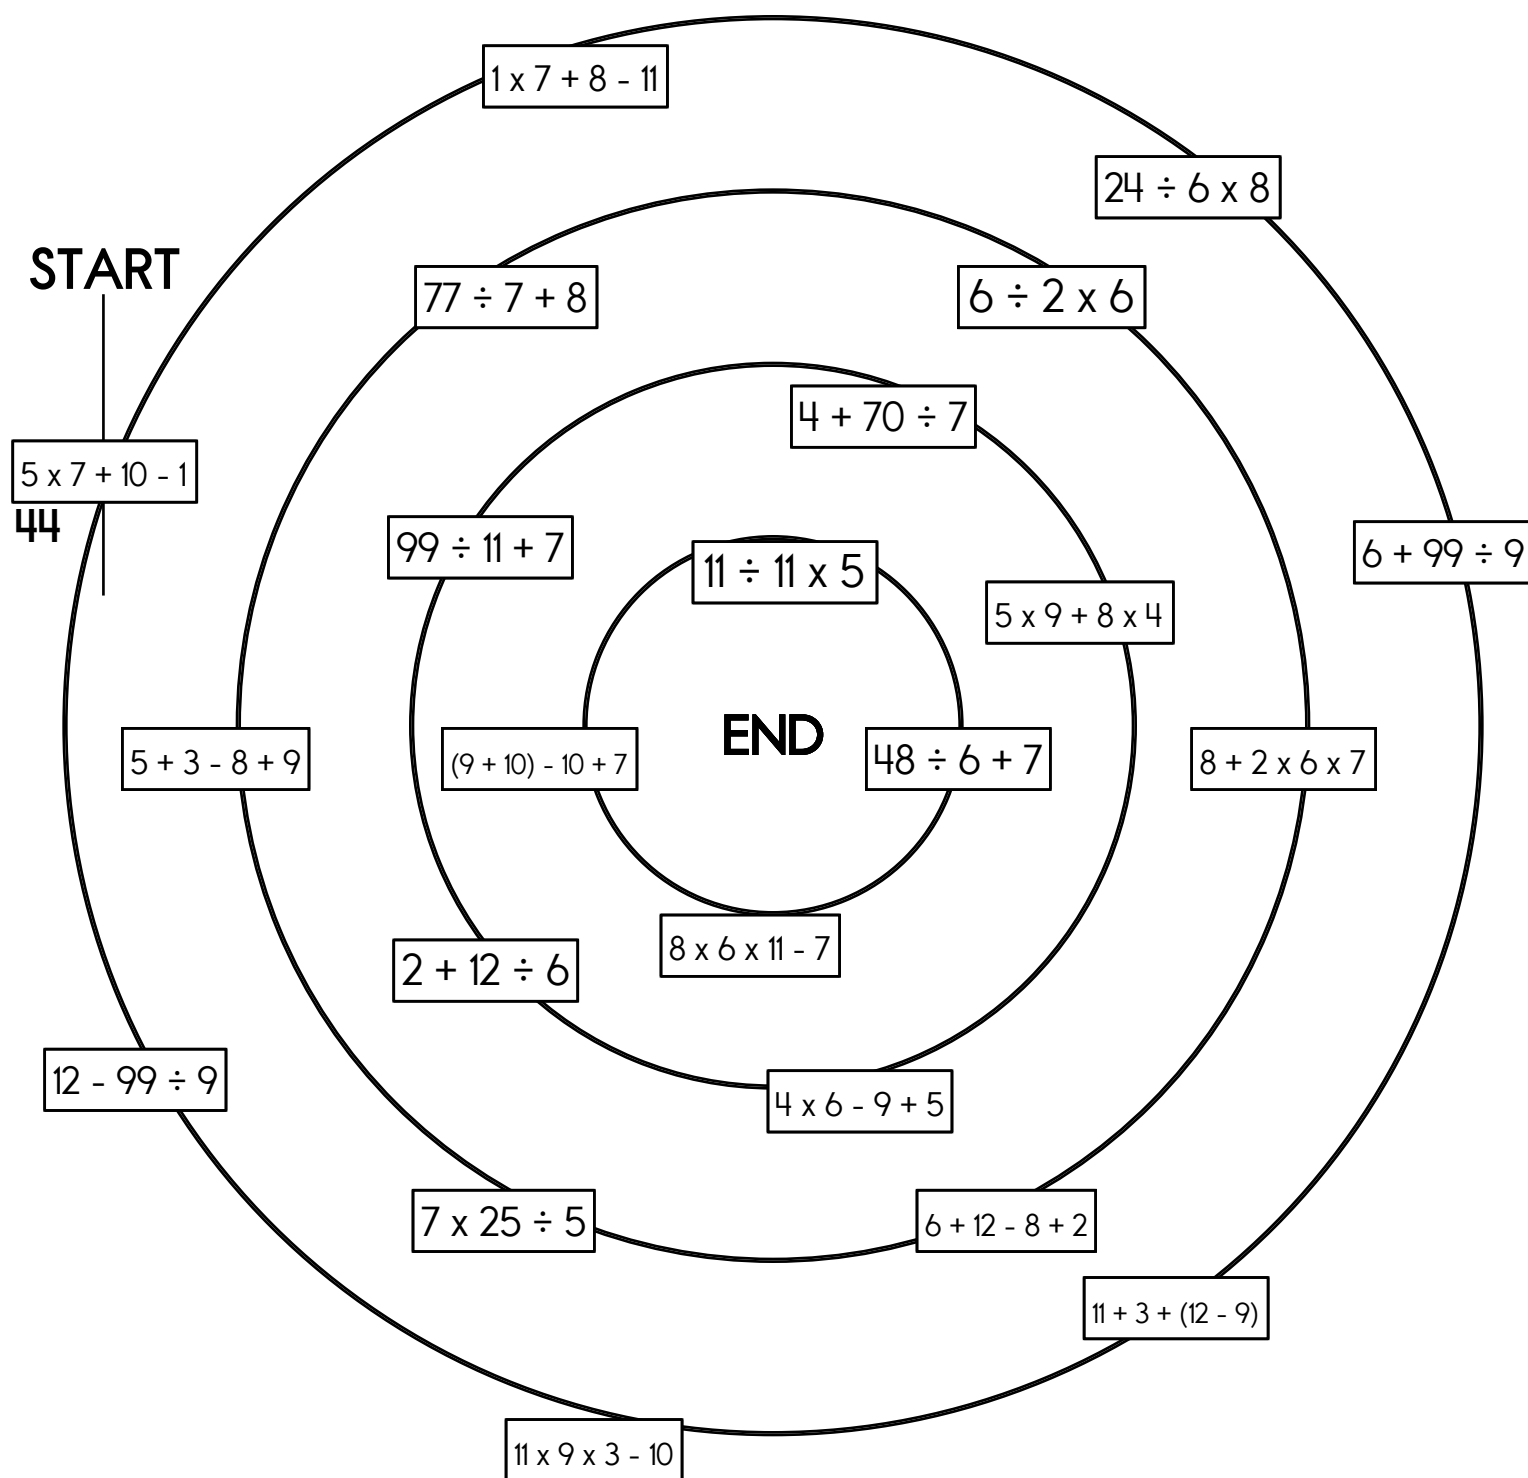 1 x 7 + 8 - 11
24 ÷ 6 x 8
START
77 ÷ 7 + 8
6 ÷ 2 x 6
4 + 70 ÷ 7
5 x 7 + 10 - 1
44
99 ÷ 11 + 7
11 ÷ 11 x 5
6 + 99 ÷ 9
5 x 9 + 8 x 4
END
5 + 3 - 8 + 9
(9 + 10) - 10 + 7
48 ÷ 6 + 7
8 + 2 x 6 x 7
8 x 6 x 11 - 7
2 + 12 ÷ 6
12 - 99 ÷ 9
4 x 6 - 9 + 5
7 x 25 ÷ 5
6 + 12 - 8 + 2
11 + 3 + (12 - 9)
11 x 9 x 3 - 10